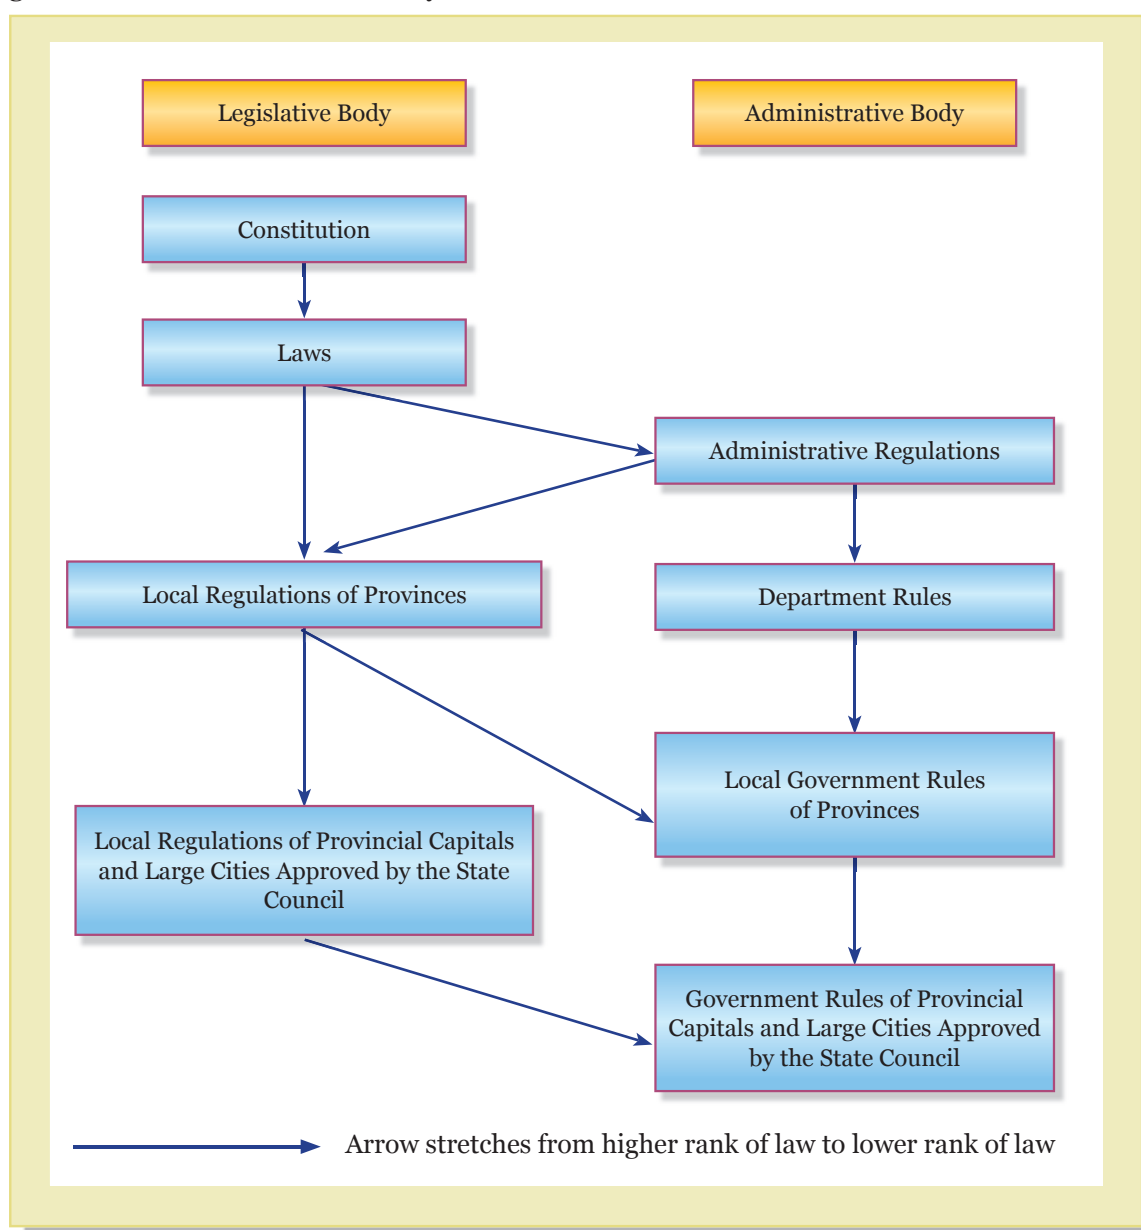 Legislative Body
Administrative Body
Constitution
Laws
Administrative Regulations
Local Regulations of Provinces
Department Rules
Local Government Rules
of Provinces
Local Regulations of Provincial Capitals
and Large Cities Approved by the State
Council
Government Rules of Provincial
Capitals and Large Cities Approved
by the State Council
Arrow stretches from higher rank of law to lower rank of law